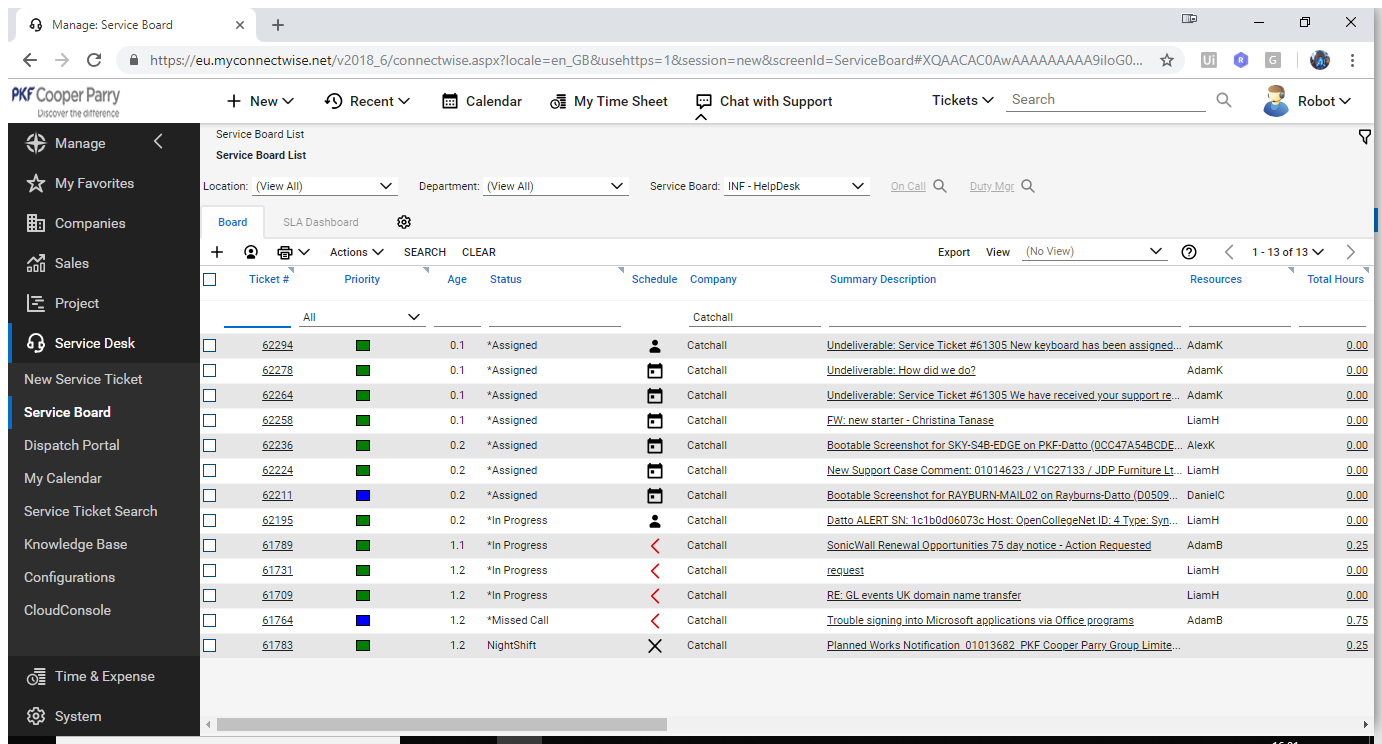 Manage: Service Board
https://eu.myconnectwise.net/v2018_6/connectwise.aspx?locale=en_GB&usehttps=1&session=new&screenId=ServiceBoard#XQAACAC0AwAAAAAAAAA9iIoG0...
Ui R G
PKF Cooper Parry
Discover the difference
New Recent Calendar My Time Sheet Chat with Support Tickets Search Robot
Manage
My Favorites
Companies
Sales
Project
Service Desk
New Service Ticket
Service Board
Dispatch Portal
My Calendar
Service Ticket Search
Knowledge Base
Configurations
CloudConsole
Time & Expense
System
Service Board List
Service Board List
Location: (View All) Department: (View All) Service Board: INF - HelpDesk On Call Duty Mgr
Board SLA Dashboard
Actions SEARCH CLEAR Export View (No View) 1 - 13 of 13
Ticket # Priority Age Status Schedule Company Summary Description Resources Total Hours
All Catchall
62294 0.1 *Assigned Catchall Undeliverable: Service Ticket #61305 New keyboard has been assigned... AdamK 0.00
62278 0.1 *Assigned Catchall Undeliverable: How did we do? AdamK 0.00
62264 0.1 *Assigned Catchall Undeliverable: Service Ticket #61305 We have received your support re... AdamK 0.00
62258 0.1 *Assigned Catchall FW: new starter - Christina Tanase LiamH 0.00
62236 0.2 *Assigned Catchall Bootable Screenshot for SKY-S4B-EDGE on PKF-Datto (0CC47A54BCDE... AlexK 0.00
62224 0.2 *Assigned Catchall New Support Case Comment: 01014623 / V1C27133 / JDP Furniture Lt... LiamH 0.00
62211 0.2 *Assigned Catchall Bootable Screenshot for RAYBURN-MAIL02 on Rayburns-Datto (D0509... DanielC 0.00
62195 0.2 *In Progress Catchall Datto ALERT SN: 1c1b0d06073c Host: OpenCollegeNet ID: 4 Type: Syn... LiamH 0.00
61789 1.1 *In Progress Catchall SonicWall Renewal Opportunities 75 day notice - Action Requested AdamB 0.25
61731 1.2 *In Progress Catchall request LiamH 0.00
61709 1.2 *In Progress Catchall RE: GL events UK domain name transfer LiamH 0.00
61764 1.2 *Missed Call Catchall Trouble signing into Microsoft applications via Office programs AdamB 0.75
61783 1.2 NightShift Catchall Planned Works Notification_01013682_PKF Cooper Parry Group Limite... 0.25